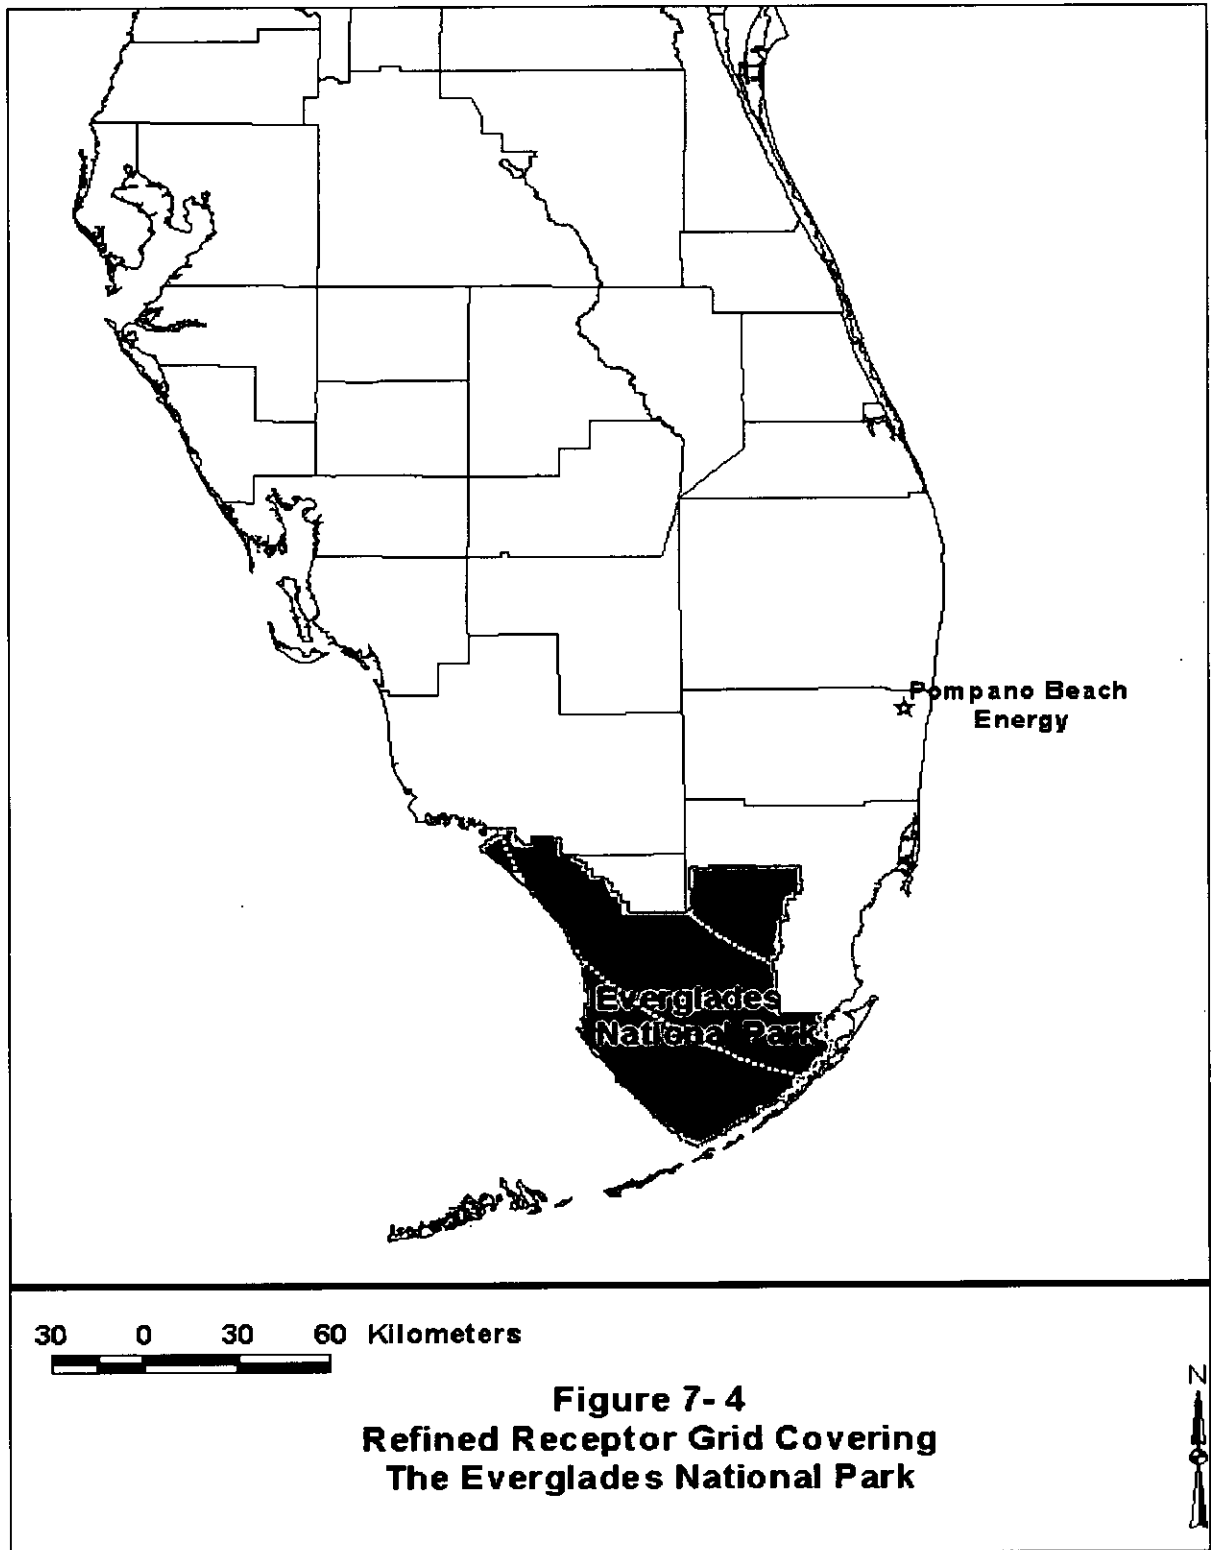 Pompano Beach
Energy
Everglades
National Park
30 0 30 60 Kilometers
Figure 7- 4
Refined Receptor Grid Covering
The Everglades National Park
N